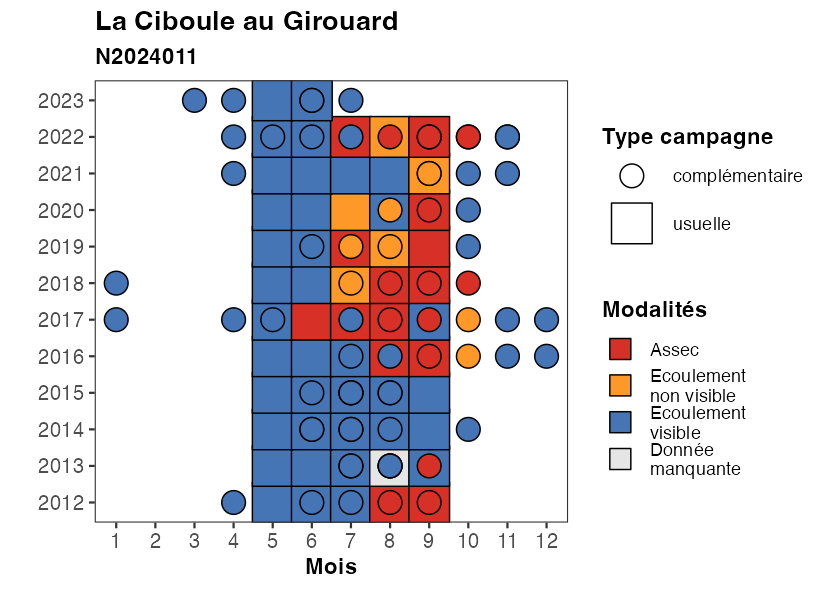 La Ciboule au Girouard
N2024011
2023
2022
2021
2020
2019
2018
2017
2016
2015
2014
2013
2012
1 2 3 4 5 6 7 8 9 10 11 12
Mois
Type campagne
complémentaire
usuelle
Modalités
Assec
Ecoulement
non visible
Ecoulement
visible
Donnée
manquante